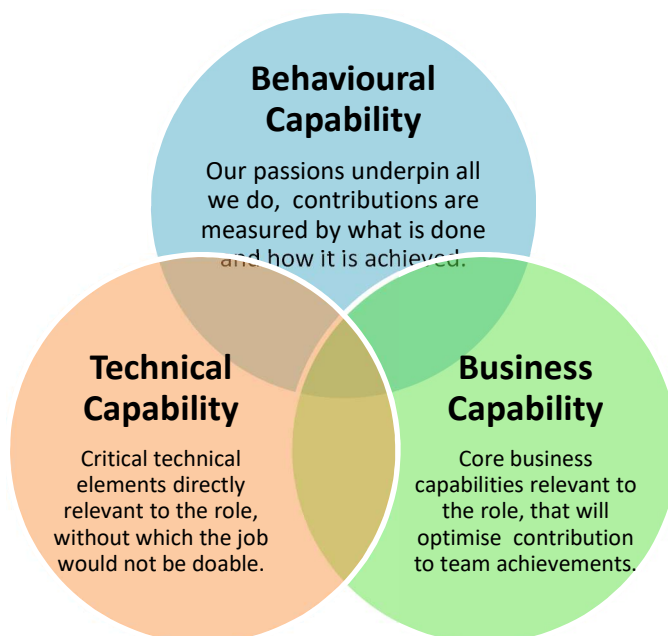 Behavioural
Capability
Our passions underpin all
we do, contributions are
measured by what is done
and how it is achieved.
Technical
Capability
Critical technical
elements directly
relevant to the role,
without which the job
would not be doable.
Business
Capability
Core business
capabilities relevant to
the role, that will
optimise contribution
to team achievements.